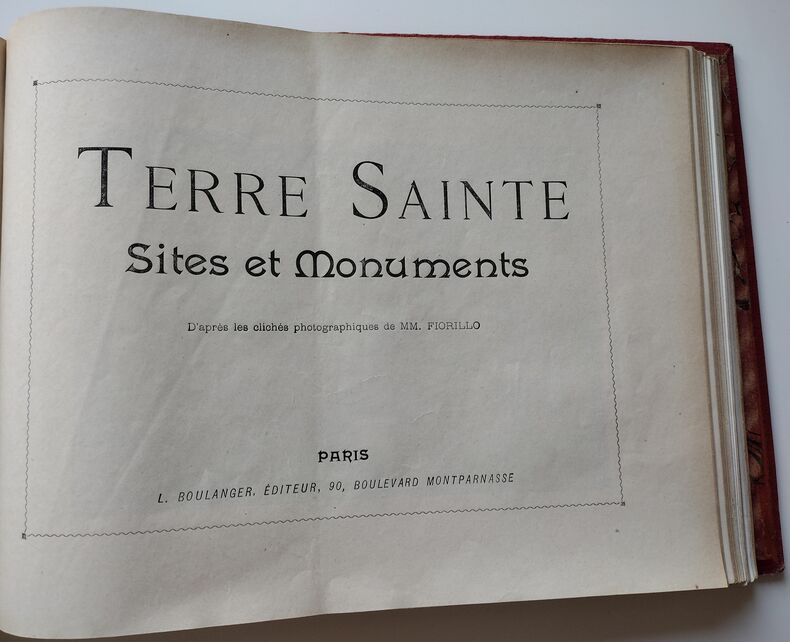 TERRE SAINTE
Sites et Monuments
D'après les clichés photographiques de MM. FIORILLO
PARIS
L. BOULANGER, ÉDITEUR, 90, BOULEVARD MONTPARNASSE